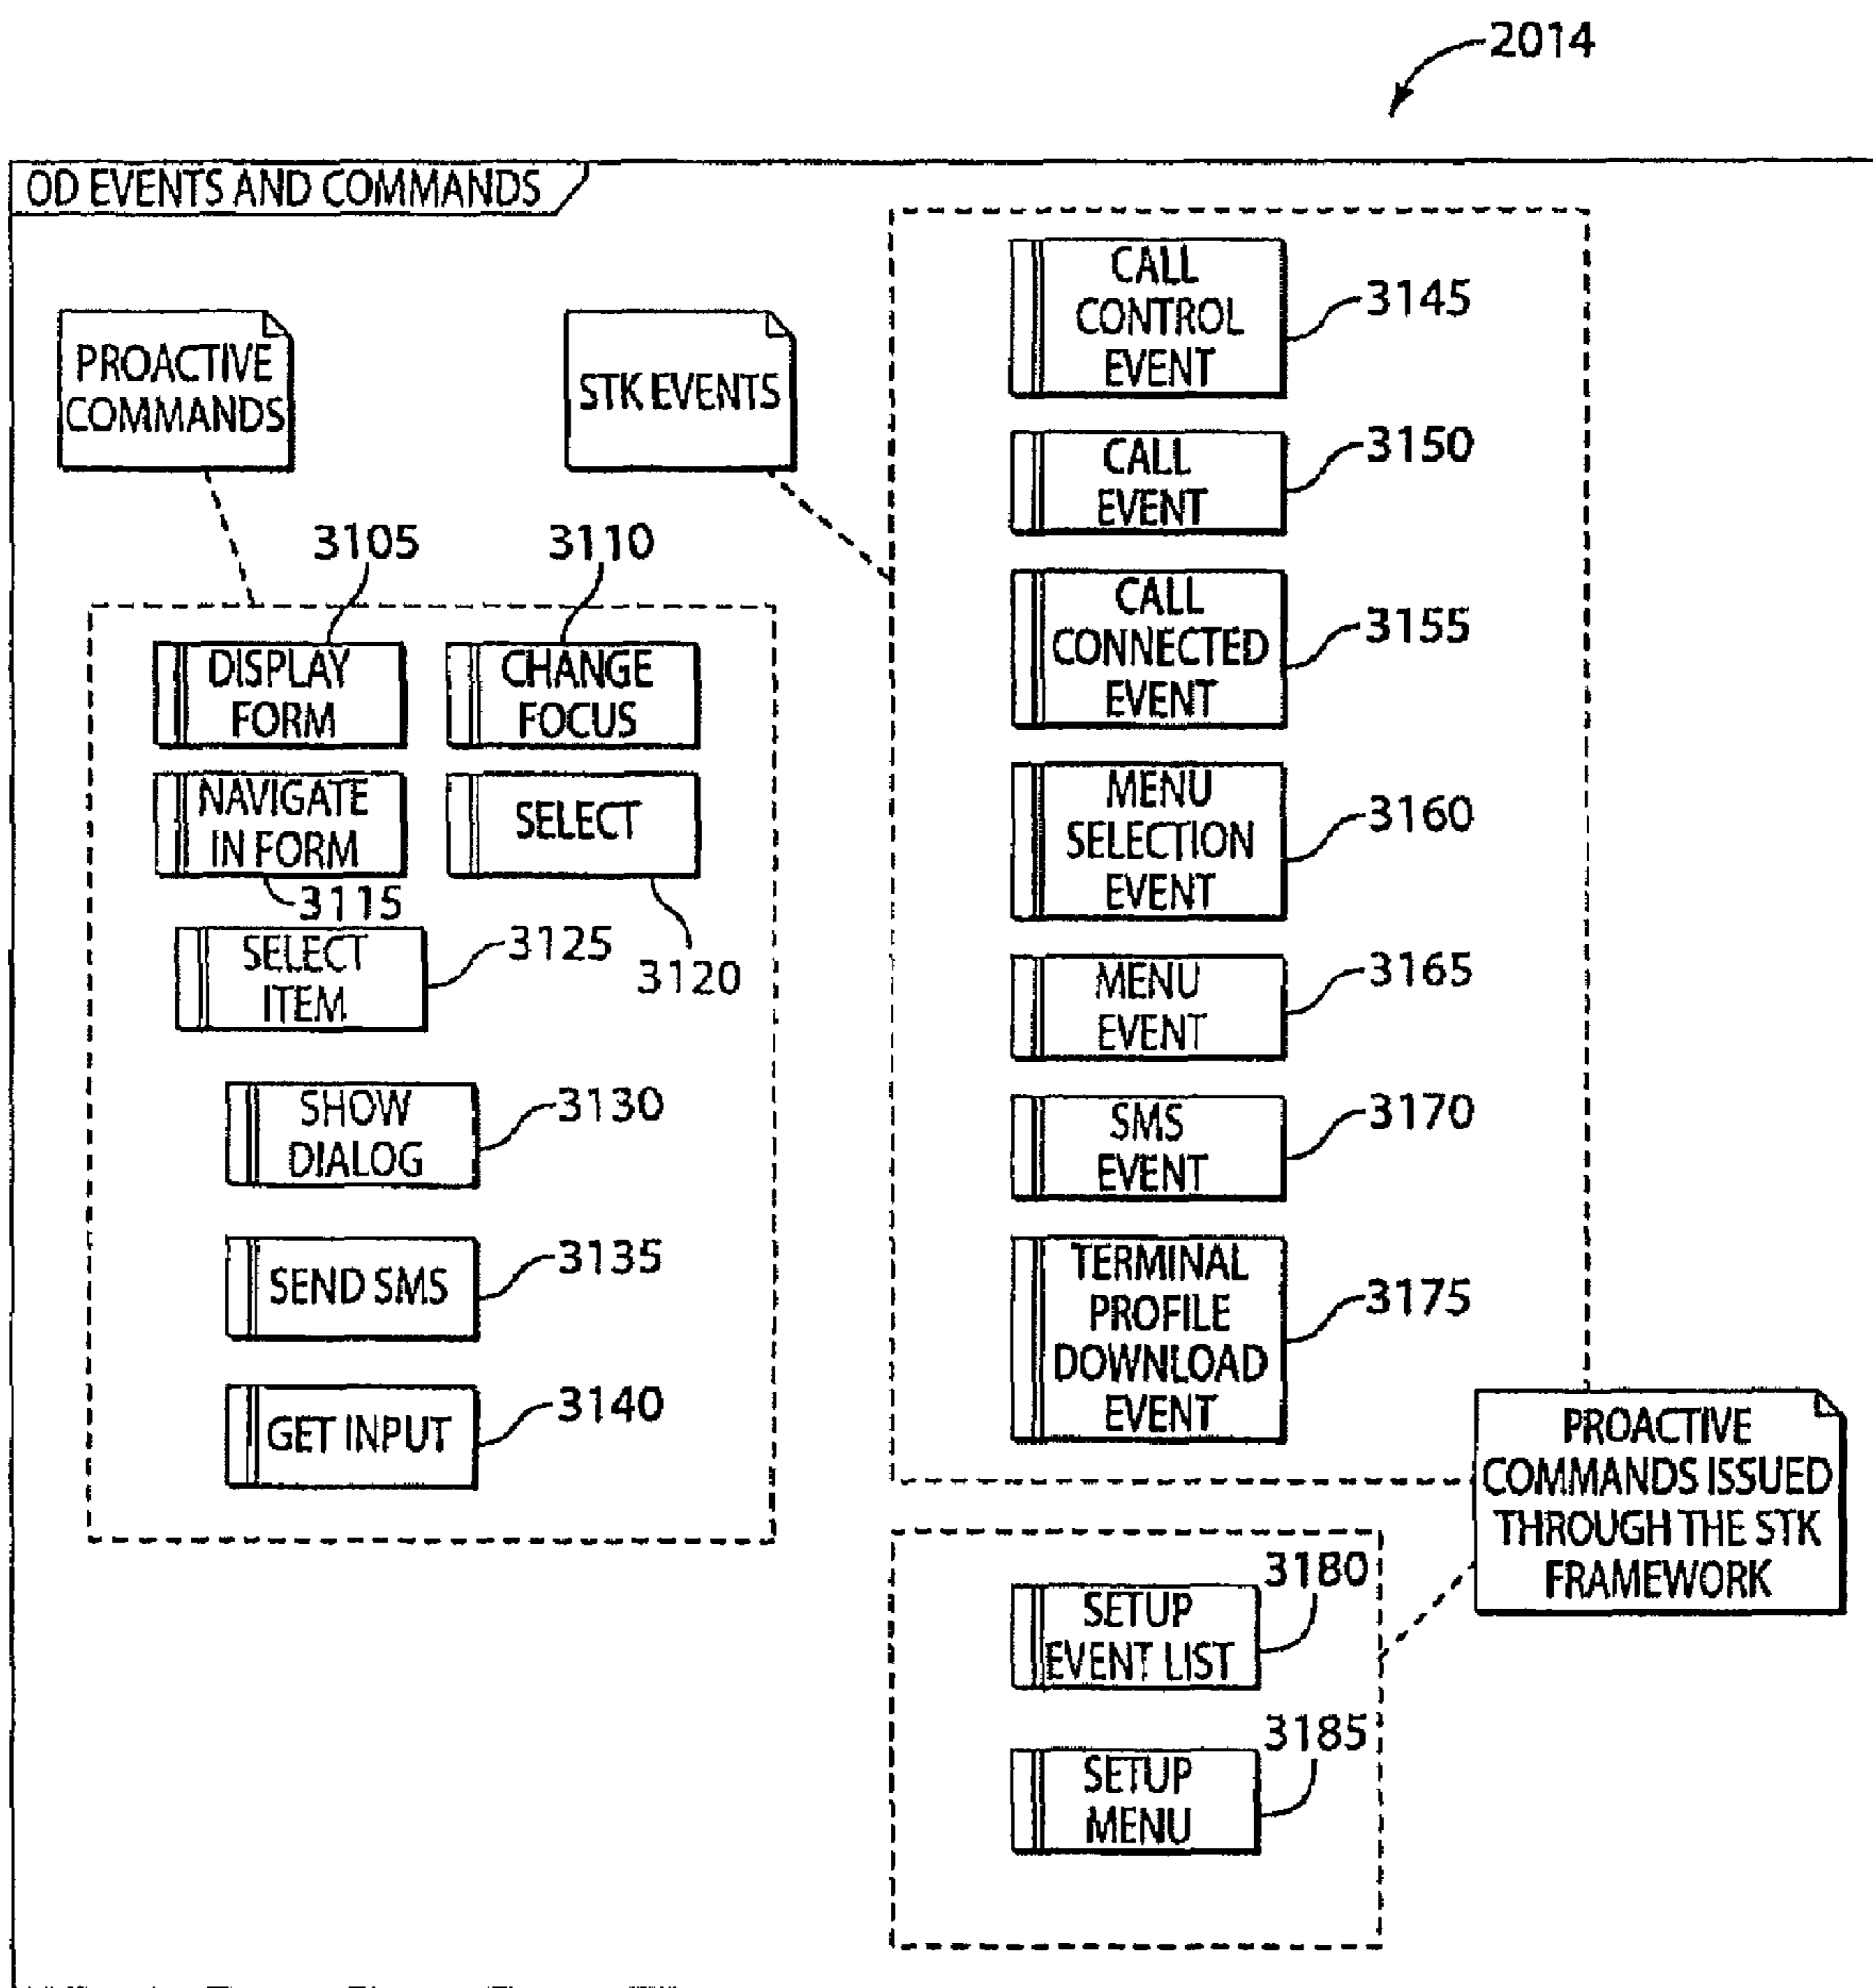 2014
OD EVENTS AND COMMANDS
PROACTIVE
COMMANDS
STK EVENTS
3105
3110
DISPLAY
FORM
CHANGE
FOCUS
NAVIGATE
IN FORM
SELECT
3115
3120
SELECT
ITEM
3125
SHOW
DIALOG
3130
SEND SMS
3135
GET INPUT
3140
CALL
CONTROL
EVENT
3145
CALL
EVENT
3150
CALL
CONNECTED
EVENT
3155
MENU
SELECTION
EVENT
3160
MENU
EVENT
3165
SMS
EVENT
3170
TERMINAL
PROFILE
DOWNLOAD
EVENT
3175
PROACTIVE
COMMANDS ISSUED
THROUGH THE STK
FRAMEWORK
3180
SETUP
EVENT LIST
3185
SETUP
MENU